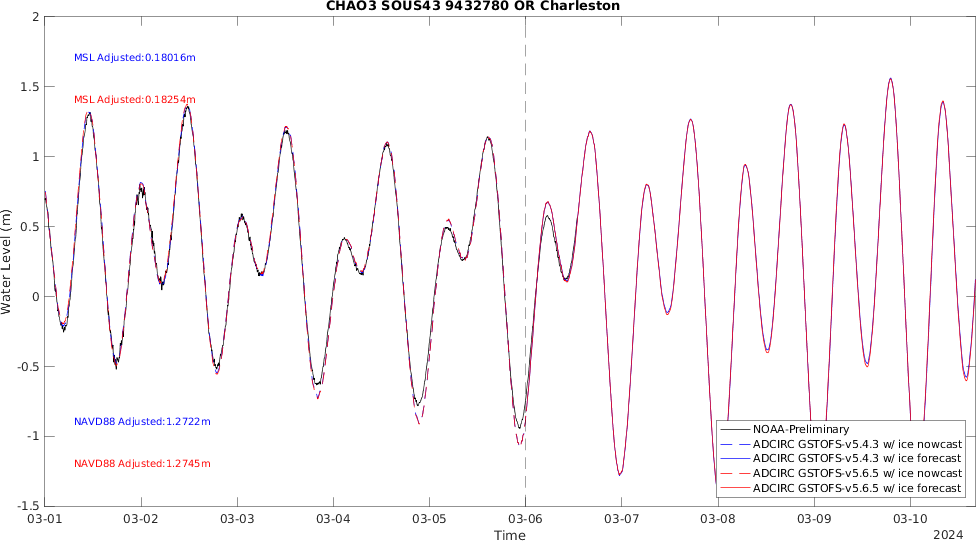 CHAO3 SOUS43 9432780 OR Charleston
2
1.5
1
0.5
0
-0.5
-1
-1.5
Water Level (m)
MSL Adjusted:0.18016m
MSL Adjusted:0.18254m
NAVD88 Adjusted:1.2722m
NAVD88 Adjusted:1.2745m
NOAA-Preliminary
ADCIRC GSTOFS-v5.4.3 w/ ice nowcast
ADCIRC GSTOFS-v5.4.3 w/ ice forecast
ADCIRC GSTOFS-v5.6.5 w/ ice nowcast
ADCIRC GSTOFS-v5.6.5 w/ ice forecast
03-01 03-02 03-03 03-04 03-05 03-06 03-07 03-08 03-09 03-10
Time
2024